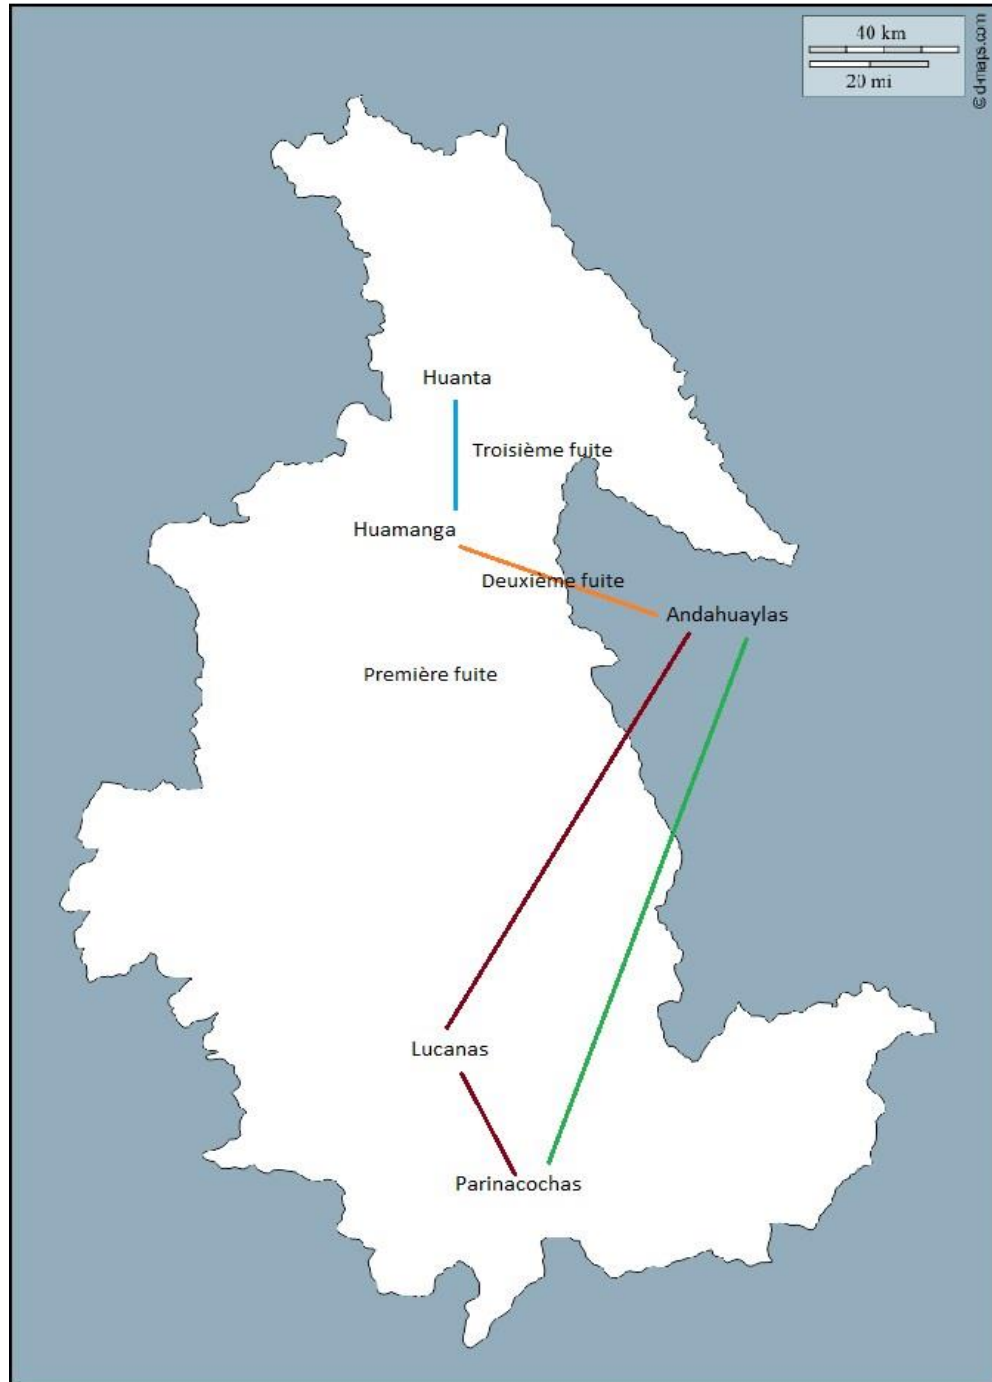 40 km
20 mi
© d-maps.com
Huanta
Troisième fuite
Huamanga
Deuxième fuite
Andahuaylas
Première fuite
Lucanas
Parinacochas